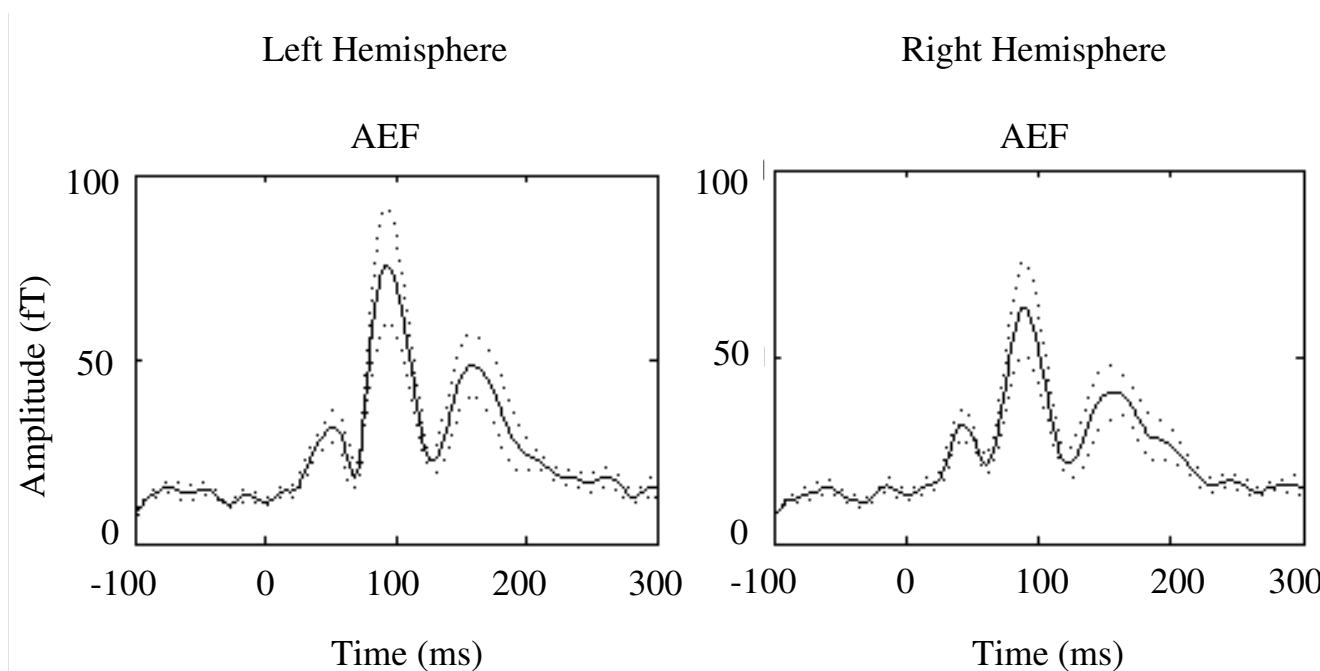 Left Hemisphere
Right Hemisphere
AEF
AEF
Amplitude (fT)
100
50
0
-100 0 100 200 300
Time (ms)
100
50
0
-100 0 100 200 300
Time (ms)